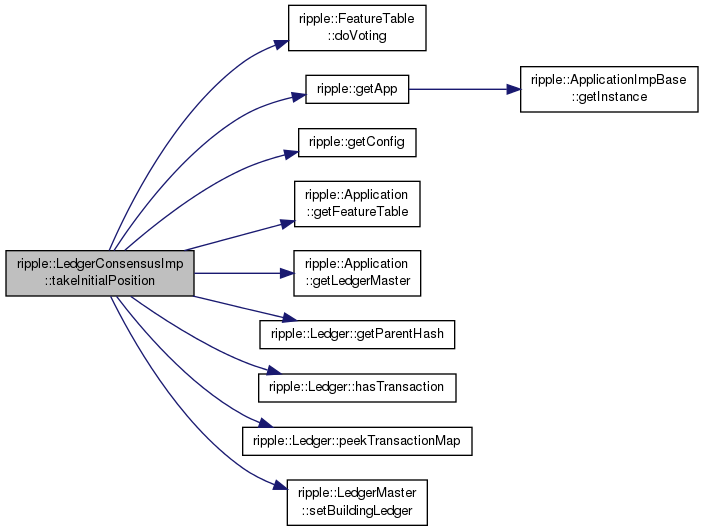 ripple::FeatureTable
::doVoting
ripple::getApp
ripple::ApplicationImpBase
::getInstance
ripple::getConfig
ripple::Application
::getFeatureTable
ripple::LedgerConsensusImp
::takeInitialPosition
ripple::Application
::getLedgerMaster
ripple::Ledger::getParentHash
ripple::Ledger::hasTransaction
ripple::Ledger::peekTransactionMap
ripple::LedgerMaster
::setBuildingLedger